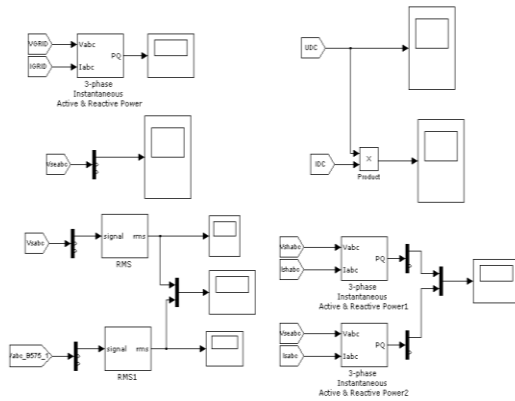 VGRID
IGRID
Vabc
Iabc
PQ
3-phase
Instantaneous
Active & Reactive Power
UDC
IDC
X
Product
Vseabc
Vsabc
signal rms
RMS
Vabc_B575_1
signal rms
RMS1
Vshabc
Ishabc
Vabc
Iabc
PQ
3-phase
Instantaneous
Active & Reactive Power1
Vseabc
Isabc
Vabc
Iabc
PQ
3-phase
Instantaneous
Active & Reactive Power2